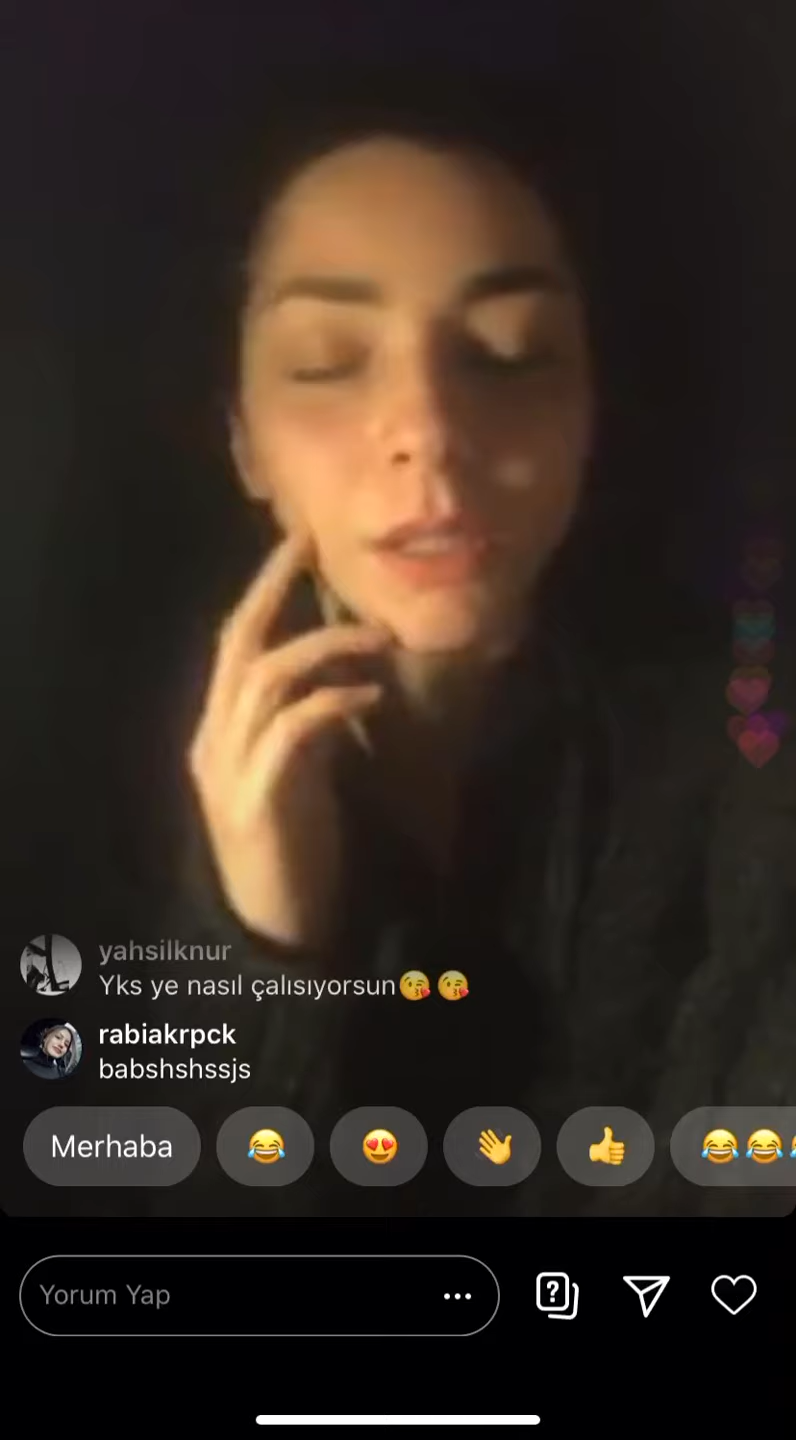 yahsilknur
Yks ye nasıl çalısıyorsun😘😘
rabiakrpck
babshshssjs
Merhaba
Yorum Yap